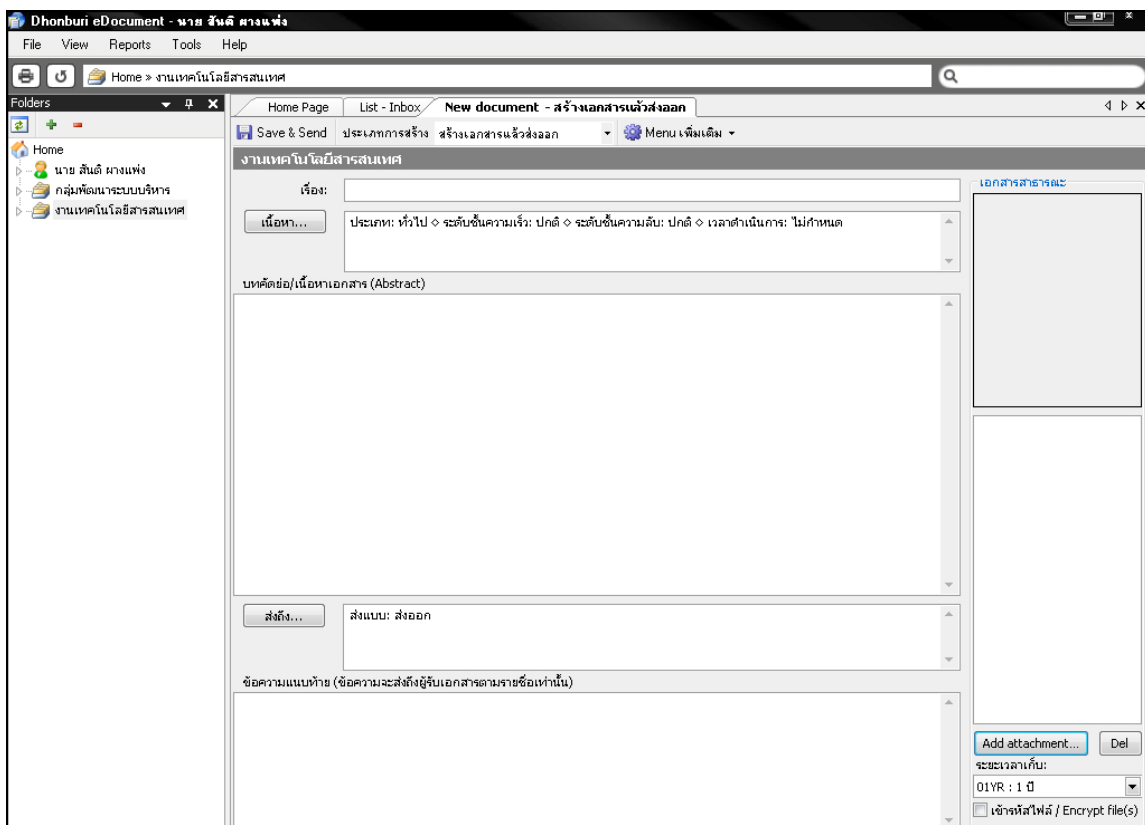 Dhonburi eDocument - นาย สันติ ผางแพ่ง
File View Reports Tools Help
Home » งานเทคโนโลยีสารสนเทศ
Folders
Home Page List - Inbox New document - สร้างเอกสารแล้วส่งออก
Save & Send ประเภทการสร้าง สร้างเอกสารแล้วส่งออก Menu เพิ่มเติม
Home
นาย สันติ ผางแพ่ง
กลุ่มพัฒนาระบบบริหาร
งานเทคโนโลยีสารสนเทศ
งานเทคโนโลยีสารสนเทศ
เรื่อง:
เนื้อหา... ประเภท: ทั่วไป ◇ ระดับชั้นความเร็ว: ปกติ ◇ ระดับชั้นความลับ: ปกติ ◇ เวลาดำเนินการ: ไม่กำหนด
บทคัดย่อ/เนื้อหาเอกสาร (Abstract)
ส่งถึง... ส่งแบบ: ส่งออก
ข้อความแนบท้าย (ข้อความจะส่งถึงผู้รับเอกสารตามรายชื่อเท่านั้น)
เอกสารสาธารณะ
Add attachment... Del
ระยะเวลาเก็บ:
01YR : 1 ปี
เข้ารหัสไฟล์ / Encrypt file(s)